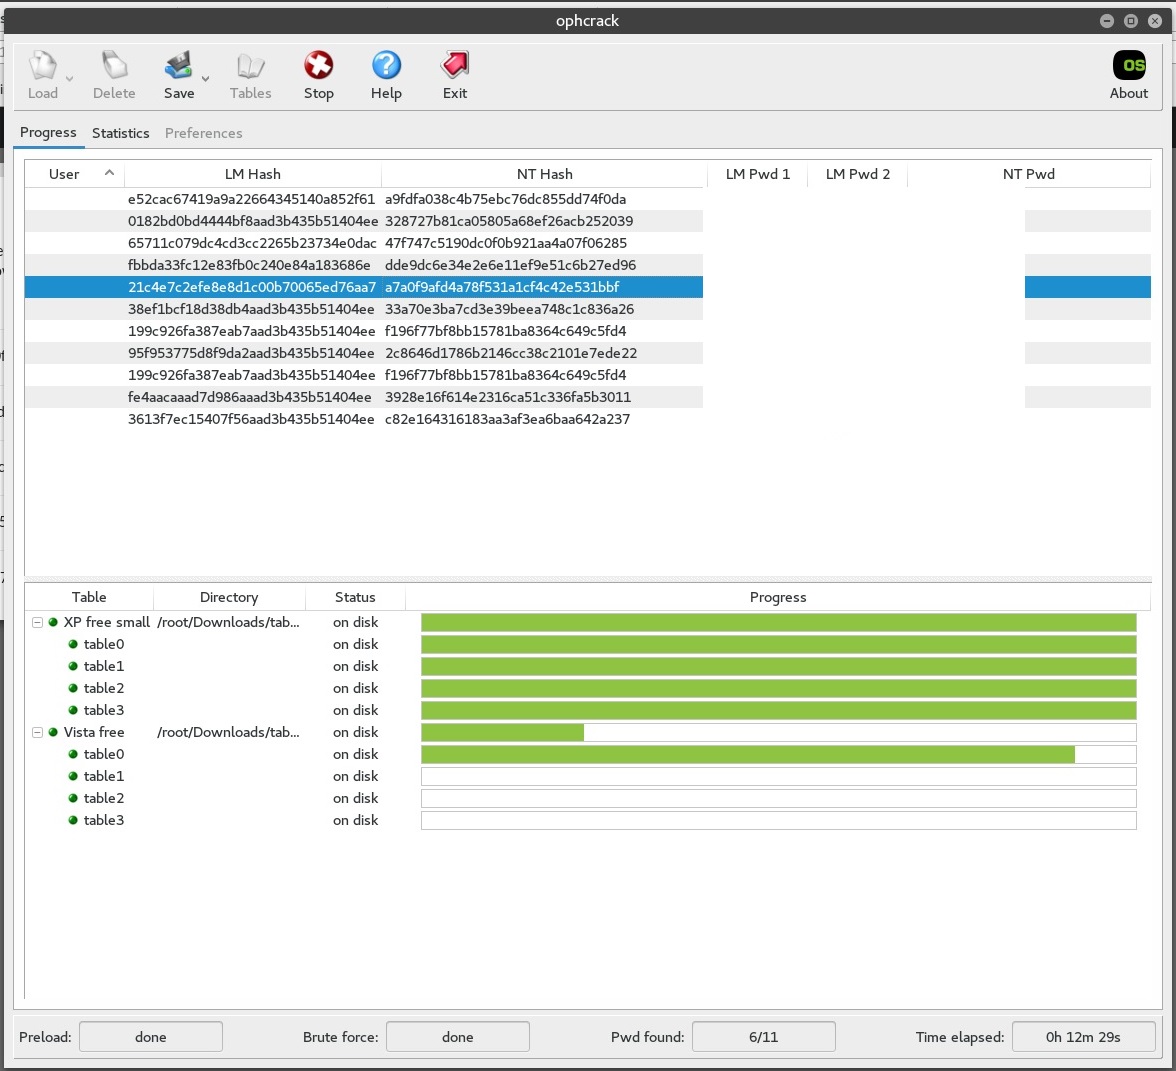 ophcrack
Load Delete Save Tables Stop Help Exit OS About
Progress Statistics Preferences
User LM Hash NT Hash LM Pwd 1 LM Pwd 2 NT Pwd
e52cac67419a9a22664345140a852f61 a9fdfa038c4b75ebc76dc855dd74f0da
0182bd0bd4444bf8aad3b435b51404ee 328727b81ca05805a68ef26acb252039
65711c079dc4cd3cc2265b23734e0dac 47f747c5190dc0f0b921aa4a07f06285
fbbda33fc12e83fb0c240e84a183686e dde9dc6e34e2e6e11ef9e51c6b27ed96
21c4e7c2efe8e8d1c00b70065ed76aa7 a7a0f9afd4a78f531a1cf4c42e531bbf
38ef1bcf18d38db4aad3b435b51404ee 33a70e3ba7cd3e39beea748c1c836a26
199c926fa387eab7aad3b435b51404ee f196f77bf8bb15781ba8364c649c5fd4
95f953775d8f9da2aad3b435b51404ee 2c8646d1786b2146cc38c2101e7ede22
199c926fa387eab7aad3b435b51404ee f196f77bf8bb15781ba8364c649c5fd4
fe4aacaaad7d986aaad3b435b51404ee 3928e16f614e2316ca51c336fa5b3011
3613f7ec15407f56aad3b435b51404ee c82e164316183aa3af3ea6baa642a237
Table Directory Status Progress
XP free small /root/Downloads/tab... on disk
table0 on disk
table1 on disk
table2 on disk
table3 on disk
Vista free /root/Downloads/tab... on disk
table0 on disk
table1 on disk
table2 on disk
table3 on disk
Preload: done Brute force: done Pwd found: 6/11 Time elapsed: 0h 12m 29s